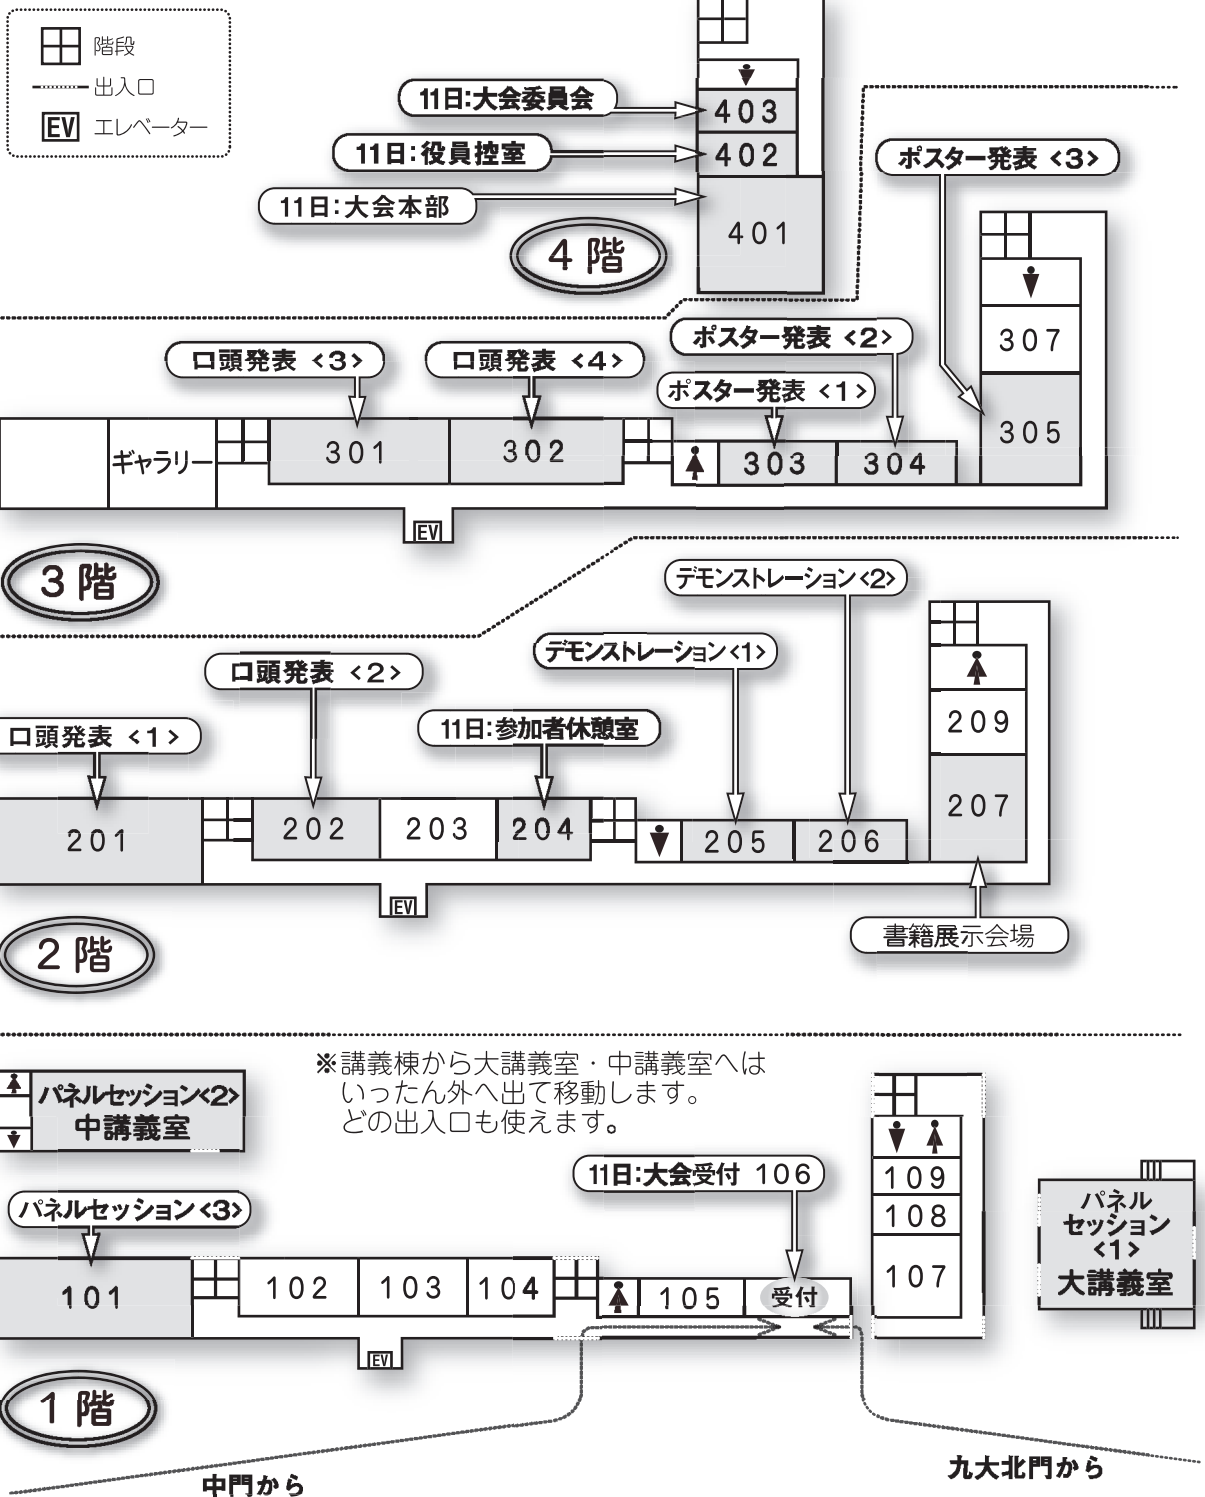 階段
出入口
EV エレベーター
11日:大会委員会
403
11日:役員控室
402
11日:大会本部
401
4階
ポスター発表 <3>
307
305
口頭発表 <3>
口頭発表 <4>
ポスター発表 <2>
ポスター発表 <1>
ギャラリー
301
302
303
304
EV
3階
デモンストレーション<2>
デモンストレーション<1>
口頭発表 <2>
口頭発表 <1>
11日:参加者休憩室
209
207
201
202
203
204
205
206
EV
書籍展示会場
2階
※講義棟から大講義室・中講義室へは
いったん外へ出て移動します。
どの出入口も使えます。
パネルセッション<2>
中講義室
11日:大会受付 106
パネルセッション<3>
109
108
107
パネル
セッション
<1>
大講義室
101
102
103
104
105
受付
EV
1階
中門から
九大北門から